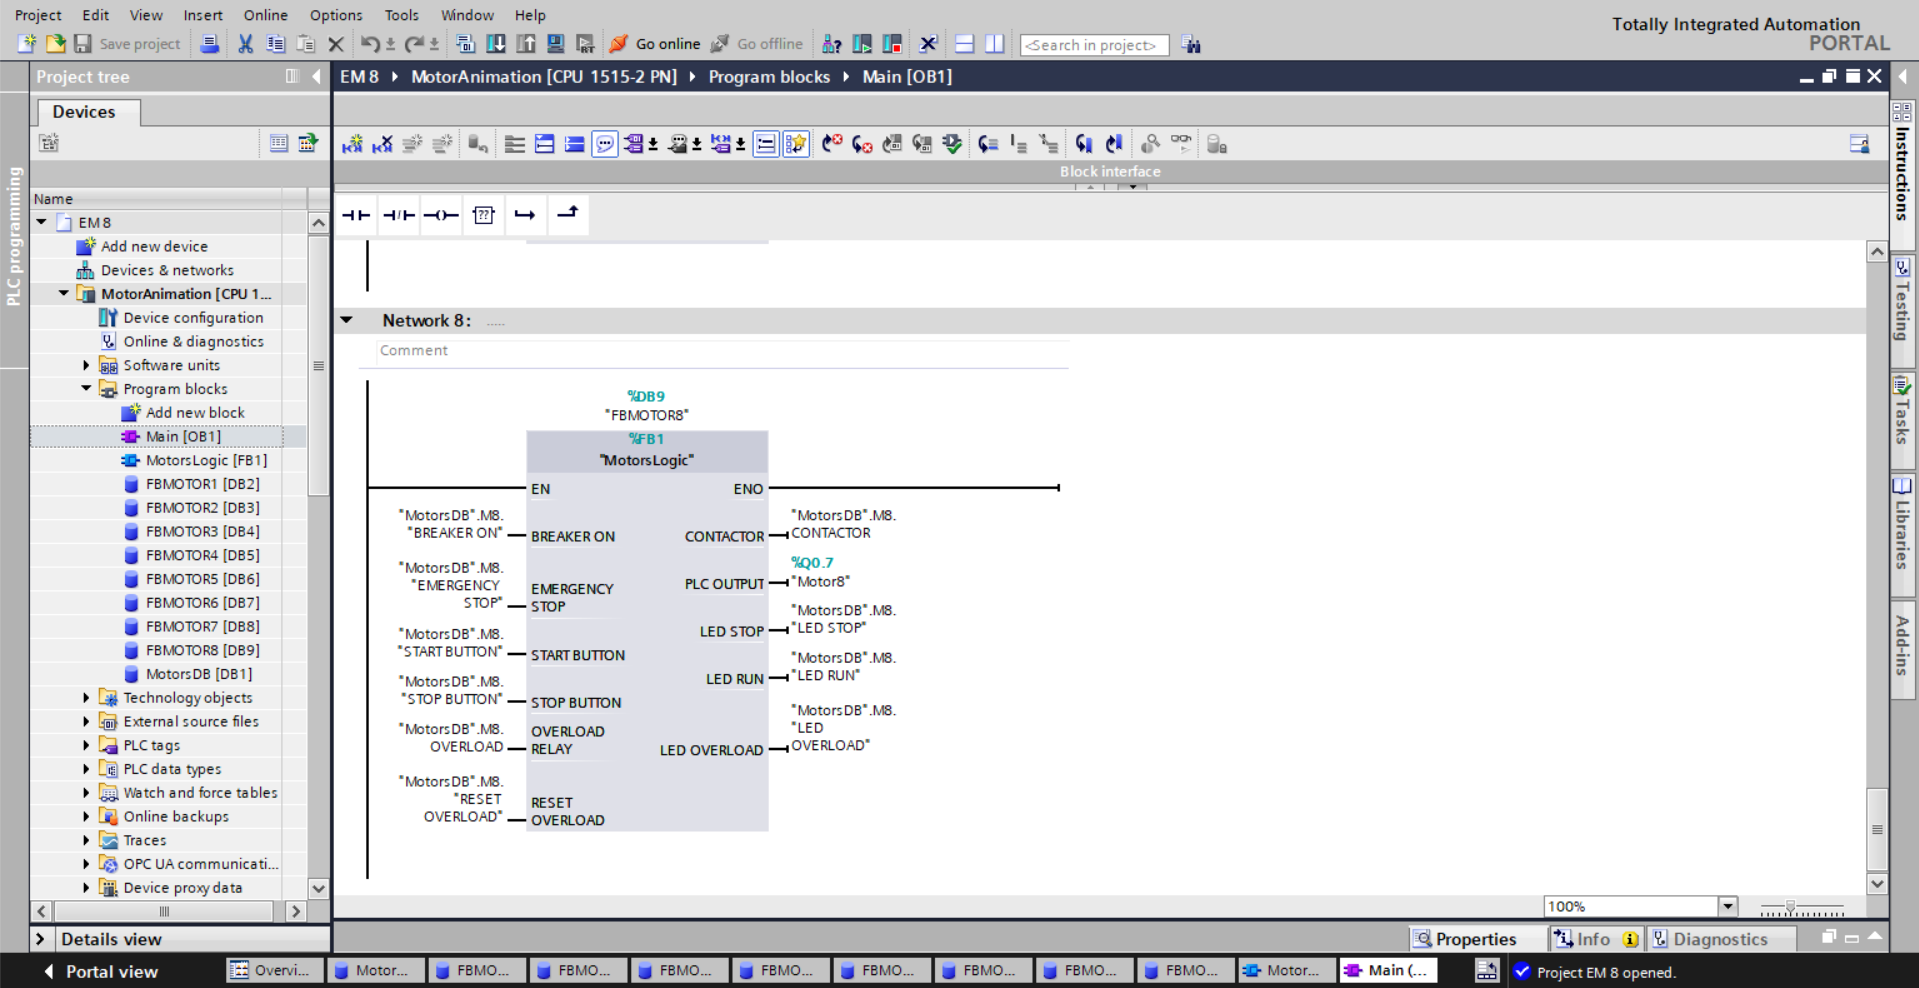 Project Edit View Insert Online Options Tools Window Help
Totally Integrated Automation
PORTAL
Save project
Go online
Go offline
<Search in project>
Project tree
EM 8 MotorAnimation [CPU 1515-2 PN] Program blocks Main [OB1]
Devices
Block interface
PLC programming
Name
EM 8
Add new device
Devices & networks
MotorAnimation [CPU 1...
Device configuration
Online & diagnostics
Software units
Program blocks
Add new block
Main [OB1]
MotorsLogic [FB1]
FBMOTOR1 [DB2]
FBMOTOR2 [DB3]
FBMOTOR3 [DB4]
FBMOTOR4 [DB5]
FBMOTOR5 [DB6]
FBMOTOR6 [DB7]
FBMOTOR7 [DB8]
FBMOTOR8 [DB9]
MotorsDB [DB1]
Technology objects
External source files
PLC tags
PLC data types
Watch and force tables
Online backups
Traces
OPC UA communicati...
Device proxy data
Details view
??
Network 8: .....
Comment
%DB9
"FBMOTOR8"
%FB1
"MotorsLogic"
EN ENO
"MotorsDB".M8.
"BREAKER ON"
BREAKER ON
"MotorsDB".M8.
"EMERGENCY
STOP"
EMERGENCY
STOP
"MotorsDB".M8.
"START BUTTON"
START BUTTON
"MotorsDB".M8.
"STOP BUTTON"
STOP BUTTON
"MotorsDB".M8.
OVERLOAD
OVERLOAD
RELAY
"MotorsDB".M8.
"RESET
OVERLOAD"
RESET
OVERLOAD
CONTACTOR
"MotorsDB".M8.
CONTACTOR
PLC OUTPUT
%Q0.7
"Motor8"
LED STOP
"MotorsDB".M8.
"LED STOP"
LED RUN
"MotorsDB".M8.
"LED RUN"
LED OVERLOAD
"MotorsDB".M8.
"LED
OVERLOAD"
100%
Properties
Info
Diagnostics
Instructions
Testing
Tasks
Libraries
Add-ins
Portal view
Overvi...
Motor...
FBMO...
FBMO...
FBMO...
FBMO...
FBMO...
FBMO...
FBMO...
FBMO...
Motor...
Main (...
Project EM 8 opened.